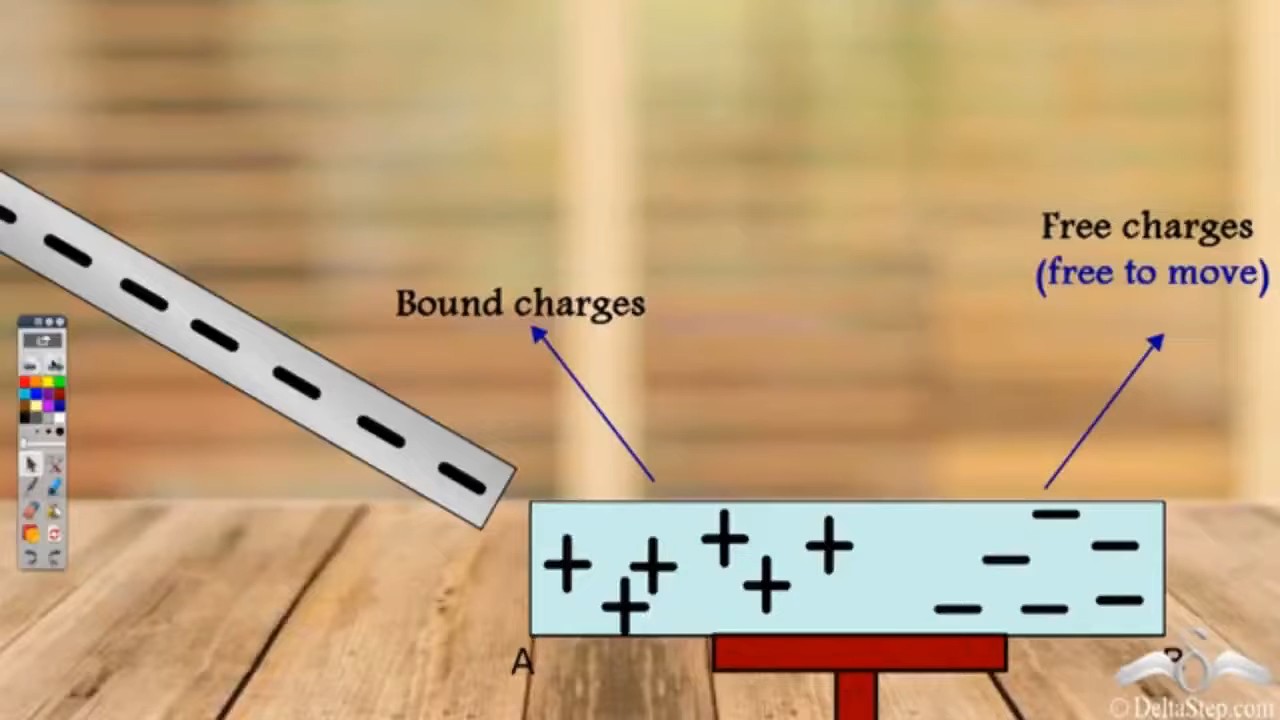 Free charges
(free to move)
Bound charges
A
© DeltaStep.com